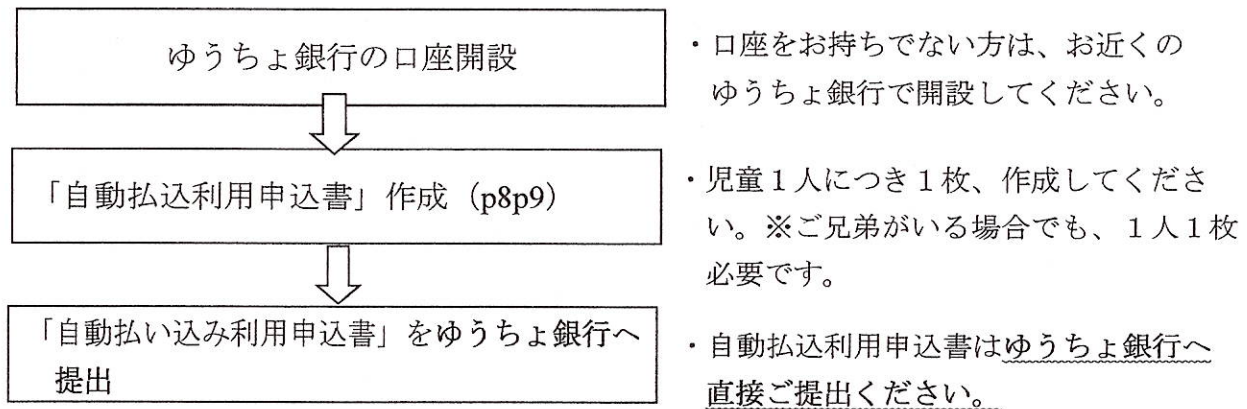 ゆうちょ銀行の口座開設
・口座をお持ちでない方は、お近くの
ゆうちょ銀行で開設してください。
「自動払込利用申込書」作成（p8p9）
・児童１人につき１枚、作成してくださ
い。※ご兄弟がいる場合でも、１人１枚
必要です。
「自動払い込み利用申込書」をゆうちょ銀行へ
提出
・自動払込利用申込書はゆうちょ銀行へ
直接ご提出ください。